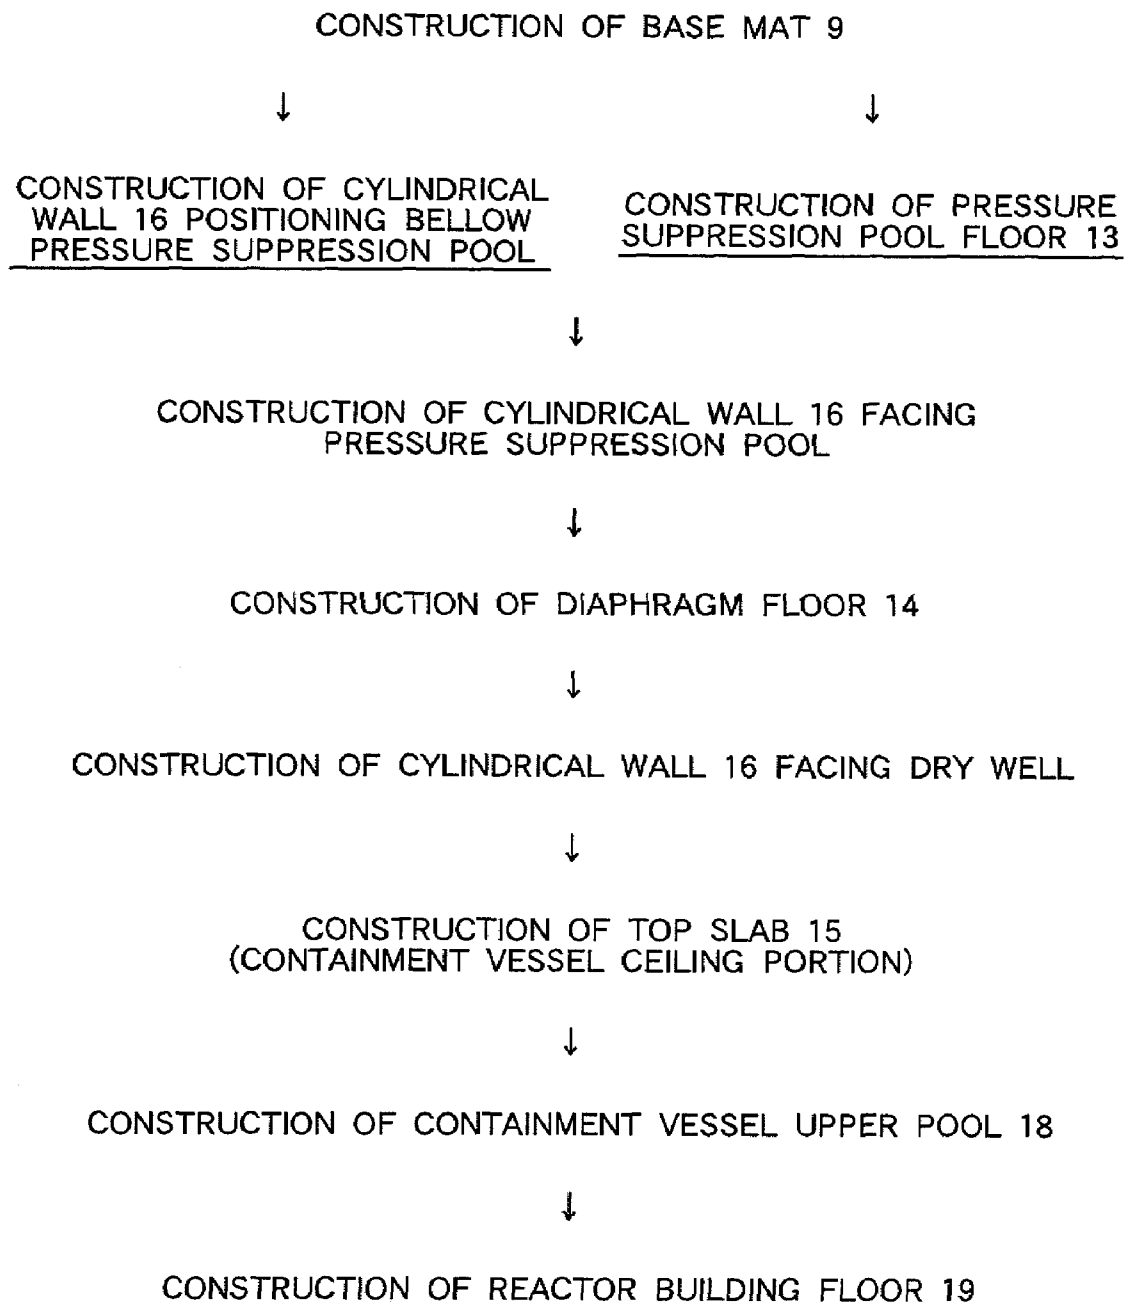 CONSTRUCTION OF BASE MAT 9
↓ ↓
CONSTRUCTION OF CYLINDRICAL
WALL 16 POSITIONING BELLOW
PRESSURE SUPPRESSION POOL
CONSTRUCTION OF PRESSURE
SUPPRESSION POOL FLOOR 13
↓
CONSTRUCTION OF CYLINDRICAL WALL 16 FACING
PRESSURE SUPPRESSION POOL
↓
CONSTRUCTION OF DIAPHRAGM FLOOR 14
↓
CONSTRUCTION OF CYLINDRICAL WALL 16 FACING DRY WELL
↓
CONSTRUCTION OF TOP SLAB 15
(CONTAINMENT VESSEL CEILING PORTION)
↓
CONSTRUCTION OF CONTAINMENT VESSEL UPPER POOL 18
↓
CONSTRUCTION OF REACTOR BUILDING FLOOR 19